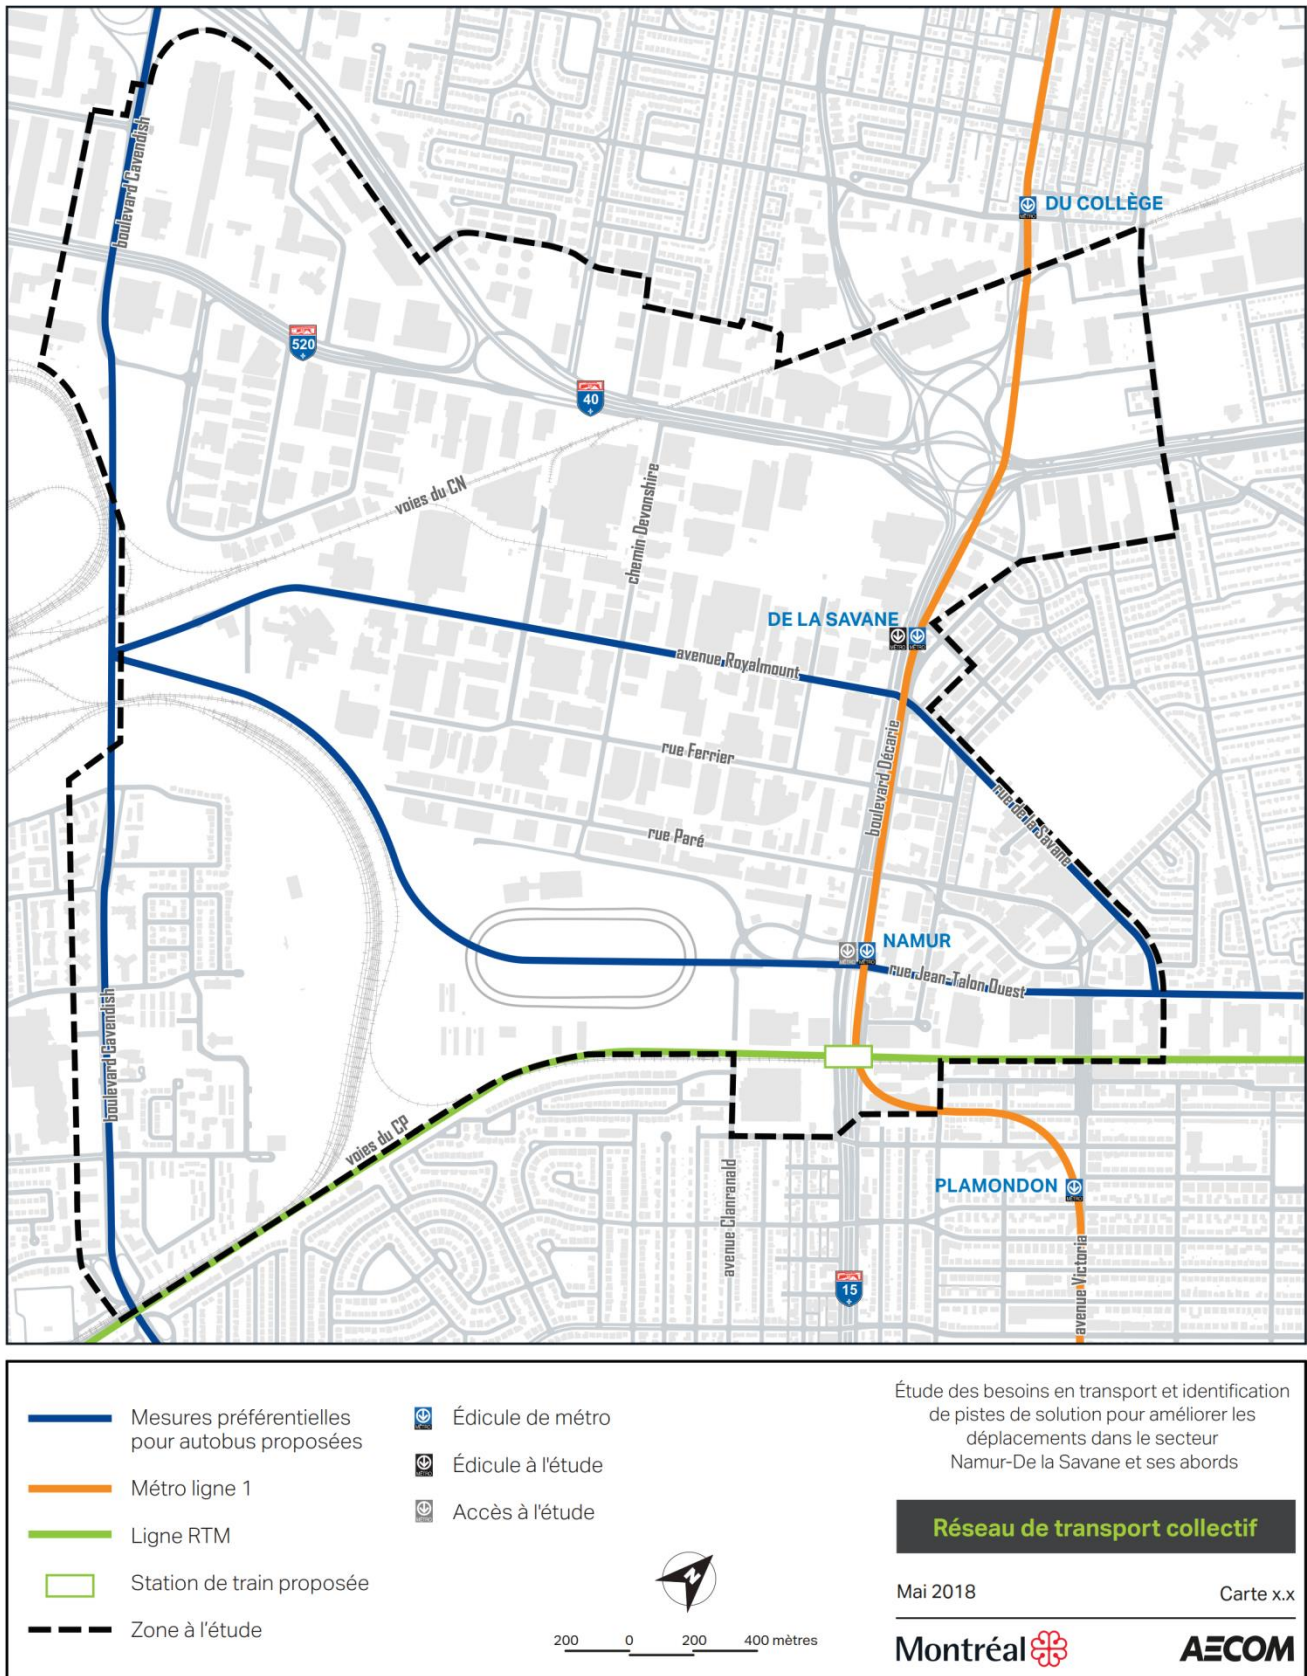 boulevard Cavendish
DU COLLÈGE
520
40
voies du CN
chemin Devonshire
DE LA SAVANE
MÉTRO
avenue Royalmount
boulevard Décarie
rue Ferrier
rue de la Savane
rue Paré
NAMUR
rue Jean-Talon Ouest
boulevard Cavendish
voies du CP
PLAMONDON
avenue Clanranald
avenue Victoria
15
Mesures préférentielles
pour autobus proposées
Métro ligne 1
Ligne RTM
Station de train proposée
Zone à l'étude
MÉTRO
Édicule de métro
MÉTRO
Édicule à l'étude
MÉTRO
Accès à l'étude
N
200 0 200 400 mètres
Étude des besoins en transport et identification
de pistes de solution pour améliorer les
déplacements dans le secteur
Namur-De la Savane et ses abords
Réseau de transport collectif
Mai 2018
Carte x.x
Montréal
AECOM